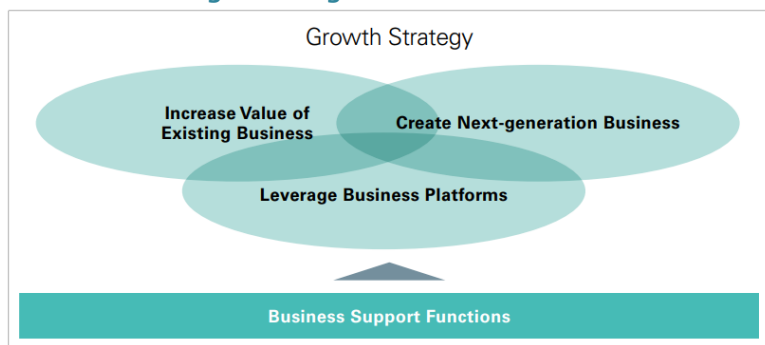 Growth Strategy
Increase Value of
Existing Business
Create Next-generation Business
Leverage Business Platforms
Business Support Functions